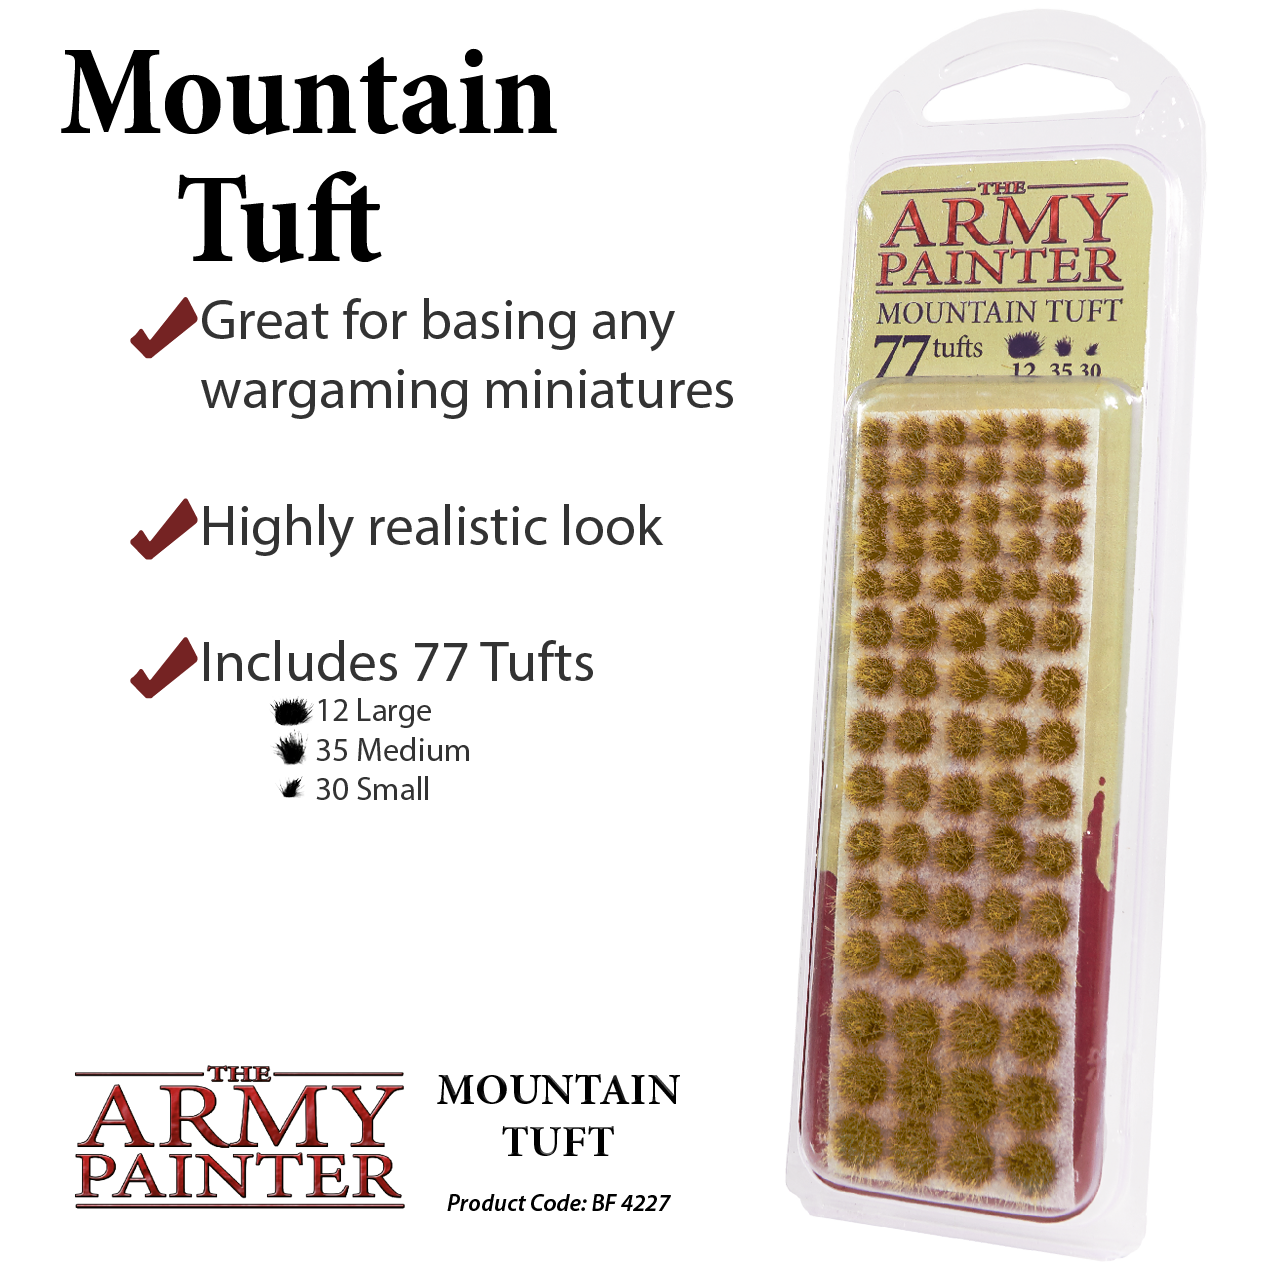 Mountain
Tuft
Great for basing any
wargaming miniatures
Highly realistic look
Includes 77 Tufts
12 Large
35 Medium
30 Small
THE
ARMY
PAINTER
MOUNTAIN
TUFT
Product Code: BF 4227
THE
ARMY
PAINTER
MOUNTAIN TUFT
77 tufts
12 35 30